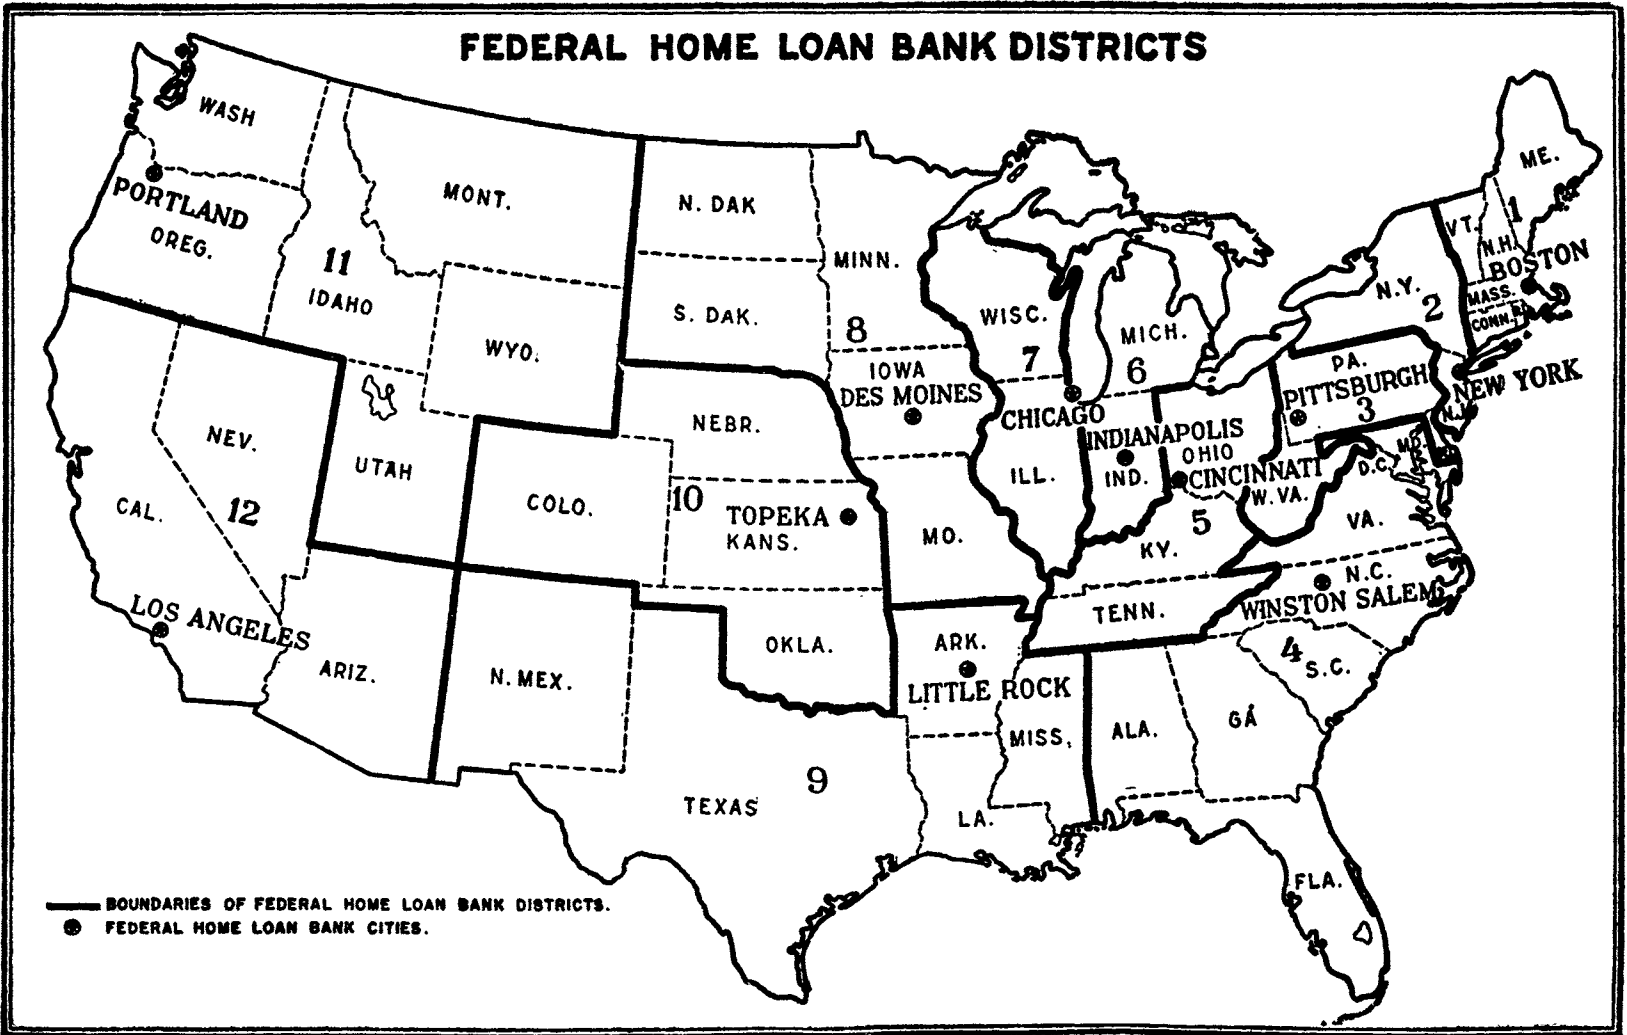 FEDERAL HOME LOAN BANK DISTRICTS
WASH
PORTLAND
OREG.
MONT.
11
IDAHO
WYO.
N. DAK
S. DAK.
MINN.
8
IOWA
DES MOINES
WISC.
7
MICH.
6
CHICAGO
ILL.
INDIANAPOLIS
IND.
OHIO
CINCINNATI
W. VA.
5
KY.
TENN.
ME.
VT.
1
N.H.
BOSTON
MASS.
CONN.
R.I.
N.Y.
2
NEW YORK
N.J.
PA.
PITTSBURGH
3
MD.
D.C.
VA.
N.C.
WINSTON SALEM
4
S.C.
GA
ALA.
FLA.
NEV.
CAL.
12
LOS ANGELES
UTAH
ARIZ.
COLO.
N. MEX.
NEBR.
10
TOPEKA
KANS.
MO.
OKLA.
ARK.
LITTLE ROCK
MISS.
LA.
9
TEXAS
BOUNDARIES OF FEDERAL HOME LOAN BANK DISTRICTS.
FEDERAL HOME LOAN BANK CITIES.